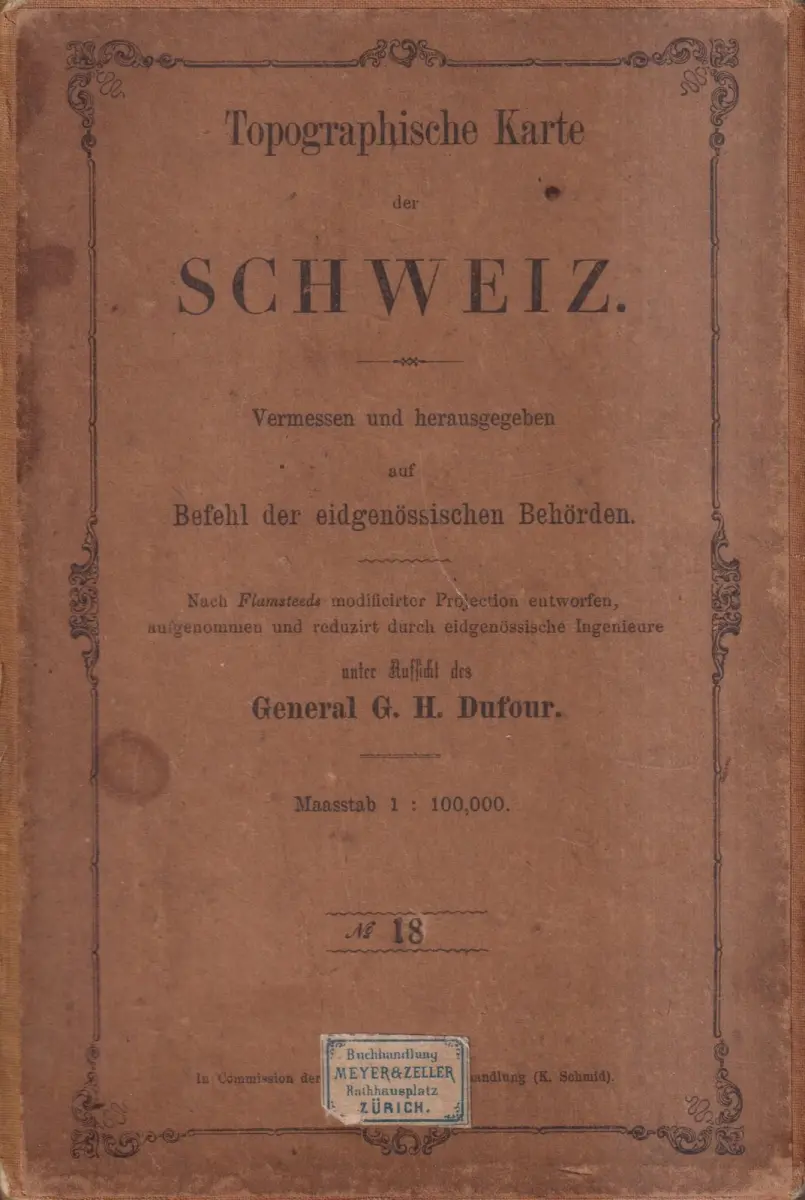 Topographische Karte
der
SCHWEIZ.
Vermessen und herausgegeben
auf
Befehl der eidgenössischen Behörden.
Nach Flamsteeds modificirter Projection entworfen,
aufgenommen und reduzirt durch eidgenössische Ingenieure
unter Aufsicht des
General G. H. Dufour.
Maasstab 1 : 100,000.
№ 18
In Commission der handlung (K. Schmid).
Buchhandlung
MEYER & ZELLER
Rathhausplatz
ZÜRICH.